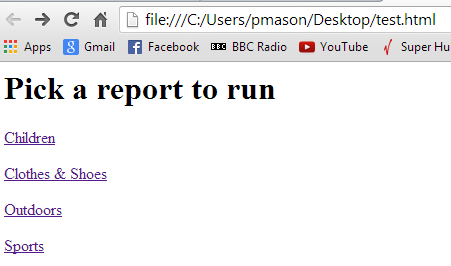 file:///C:/Users/pmason/Desktop/test.html
Apps Gmail Facebook BBC BBC Radio YouTube Super Hu
Pick a report to run
Children
Clothes & Shoes
Outdoors
Sports